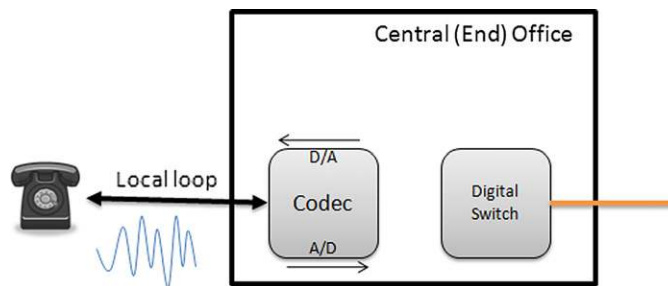 Central (End) Office
D/A
Local loop
Codec
Digital
Switch
A/D